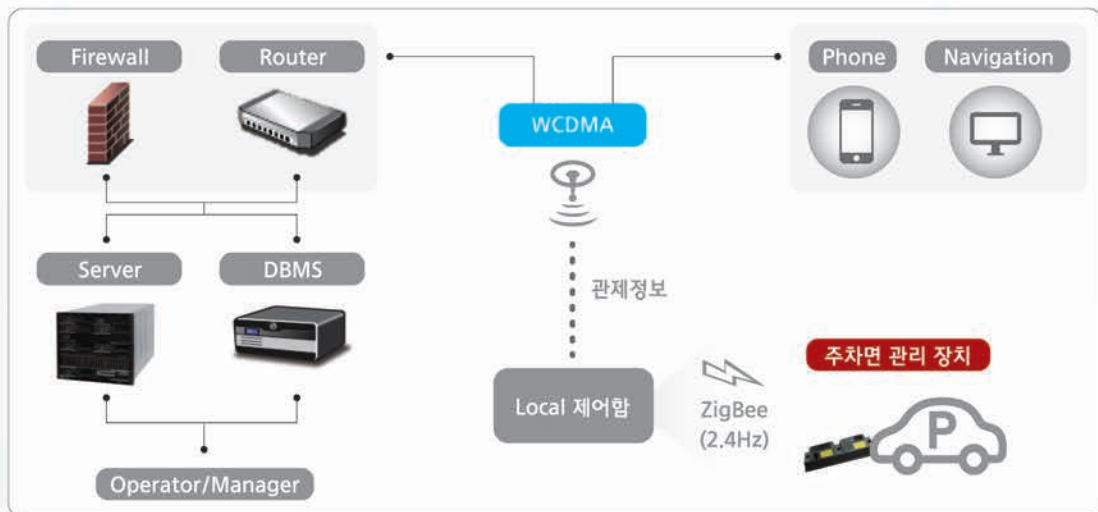 Firewall
Router
WCDMA
Phone
Navigation
Server
DBMS
관제정보
주차면 관리 장치
Local 제어함
ZigBee
(2.4Hz)
P
Operator/Manager